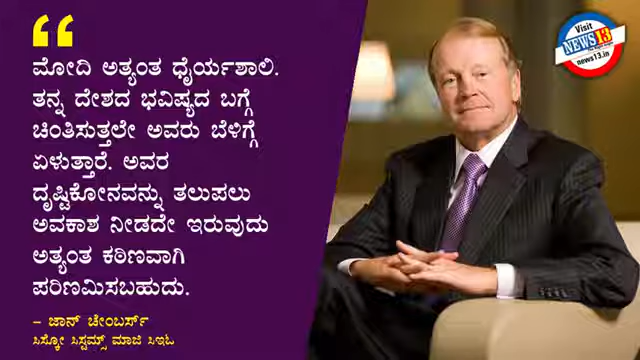 ಮೋದಿ ಅತ್ಯಂತ ಧೈರ್ಯಶಾಲಿ.
ತನ್ನ ದೇಶದ ಭವಿಷ್ಯದ ಬಗ್ಗೆ
ಚಿಂತಿಸುತ್ತಲೇ ಅವರು ಬೆಳಿಗ್ಗೆ
ಏಳುತ್ತಾರೆ. ಅವರ
ದೃಷ್ಟಿಕೋನವನ್ನು ತಲುಪಲು
ಅವಕಾಶ ನೀಡದೇ ಇರುವುದು
ಅತ್ಯಂತ ಕಠಿಣವಾಗಿ
ಪರಿಣಮಿಸಬಹುದು.
– ಜಾನ್ ಚೇಂಬರ್ಸ್
ಸಿಸ್ಕೋ ಸಿಸ್ಟಮ್ಸ್ ಮಾಜಿ ಸಿಇಓ
Visit
NEWS13
news13.in